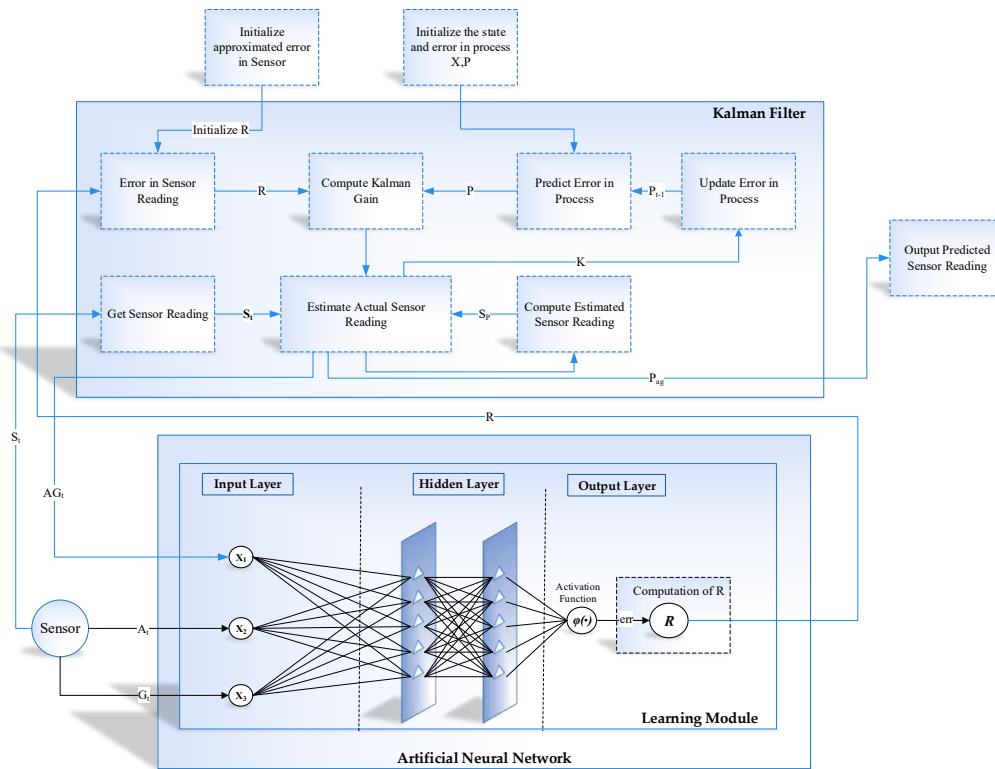 Initialize
approximated error
in Sensor
Initialize the state
and error in process
X,P
Kalman Filter
Initialize R
Error in Sensor
Reading
R
Compute Kalman
Gain
P
Predict Error in
Process
Pt-1
Update Error in
Process
Output Predicted
Sensor Reading
K
Get Sensor Reading
St
Estimate Actual Sensor
Reading
SP
Compute Estimated
Sensor Reading
Pag
R
St
AGt
Input Layer
Hidden Layer
Output Layer
X1
X2
X3
Sensor
At
Gt
Activation
Function
φ(·)
err
Computation of R
R
Learning Module
Artificial Neural Network